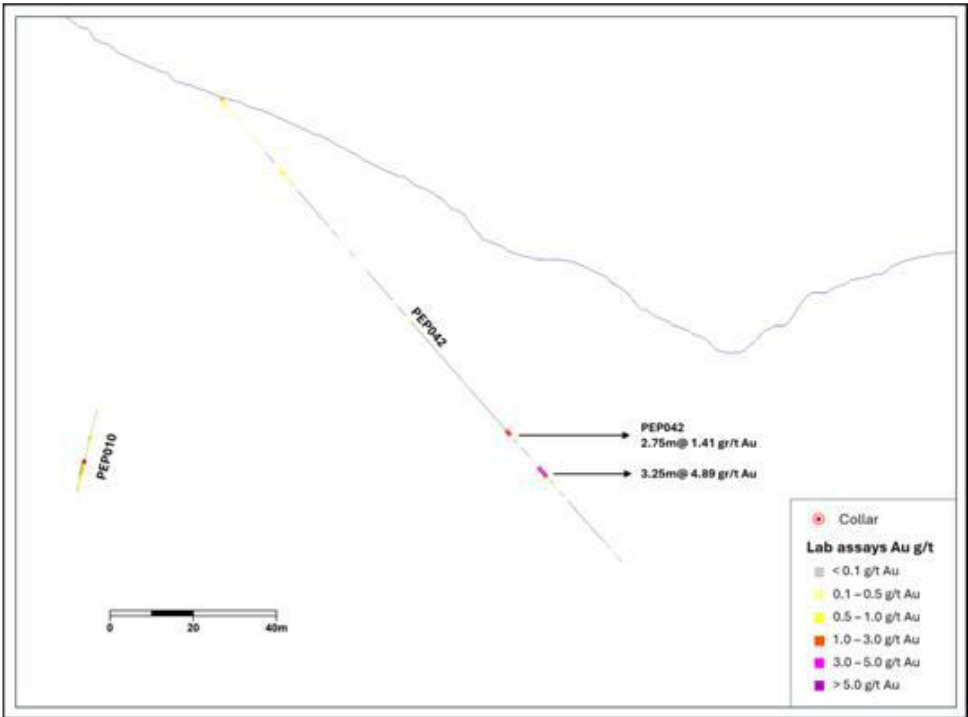 PEP042
PEP010
PEP042
2.75m@ 1.41 gr/t Au
3.25m@ 4.89 gr/t Au
0 20 40m
Collar
Lab assays Au g/t
< 0.1 g/t Au
0.1 – 0.5 g/t Au
0.5 – 1.0 g/t Au
1.0 – 3.0 g/t Au
3.0 – 5.0 g/t Au
> 5.0 g/t Au